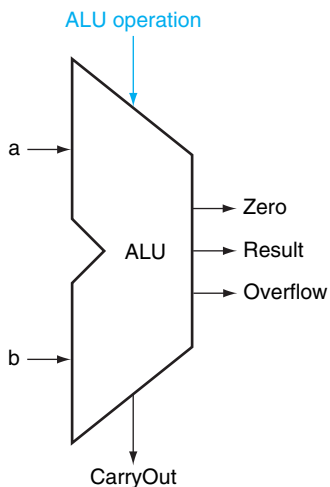 ALU operation
a
Zero
ALU
Result
Overflow
b
CarryOut